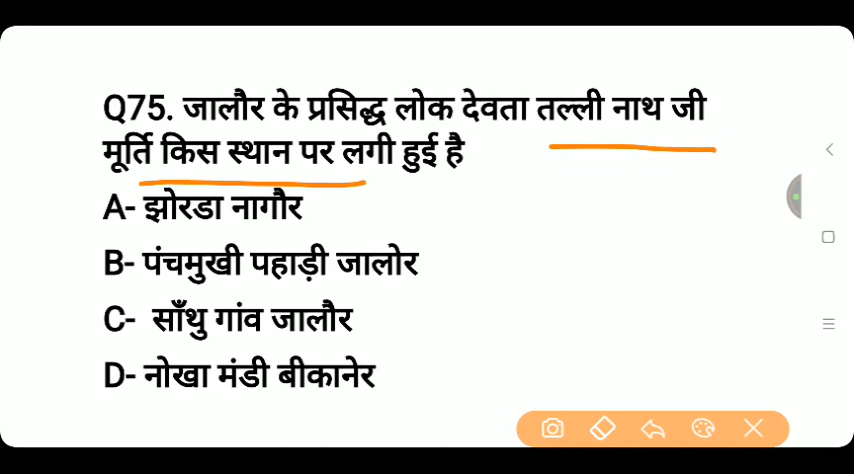 Q75. जालौर के प्रसिद्ध लोक देवता तल्ली नाथ जी
मूर्ति किस स्थान पर लगी हुई है
A- झोरडा नागौर
B- पंचमुखी पहाड़ी जालोर
C- साँथु गांव जालौर
D- नोखा मंडी बीकानेर